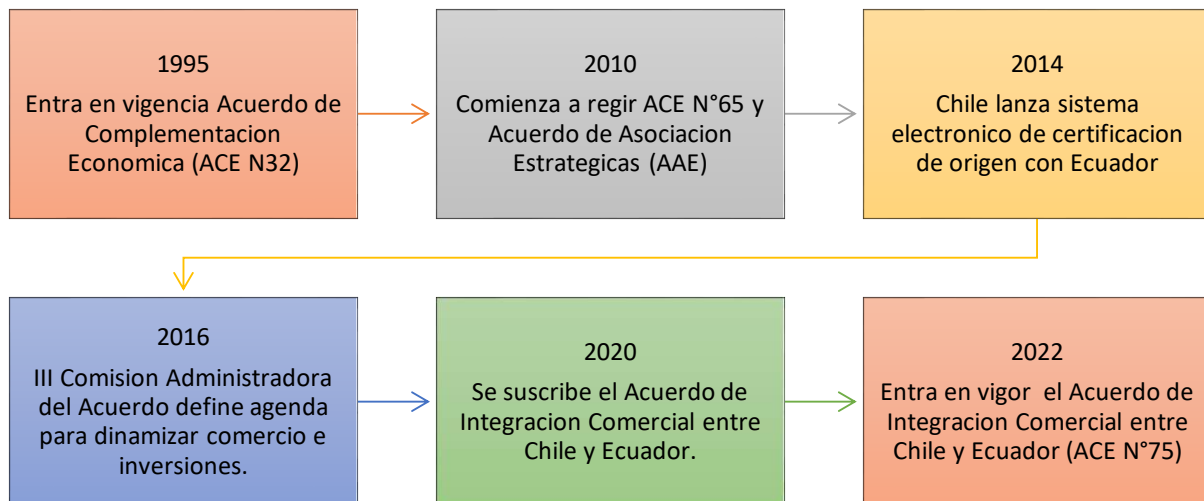 1995
Entra en vigencia Acuerdo de
Complementacion
Economica (ACE N32)
2010
Comienza a regir ACE N°65 y
Acuerdo de Asociacion
Estrategicas (AAE)
2014
Chile lanza sistema
electronico de certificacion
de origen con Ecuador
2016
III Comision Administradora
del Acuerdo define agenda
para dinamizar comercio e
inversiones.
2020
Se suscribe el Acuerdo de
Integracion Comercial entre
Chile y Ecuador.
2022
Entra en vigor el Acuerdo de
Integracion Comercial entre
Chile y Ecuador (ACE N°75)